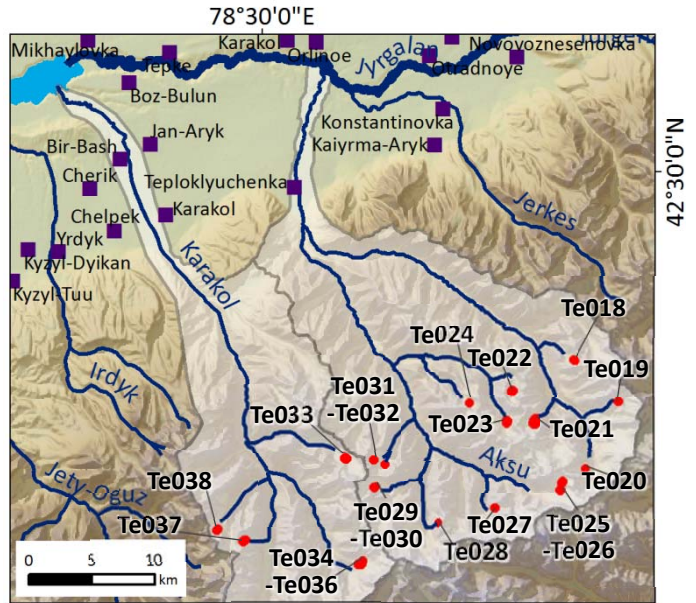 78°30'0"E
Mikhaylovka
Tepke
Karakol
Orlinoe
Jyrgalan
Otradnoye
Novovoznesenovka
Boz-Bulun
Jan-Aryk
Konstantinovka
Kaiyrma-Aryk
42°30'0"N
Bir-Bash
Cherik
Teploklyuchenka
Chelpek
Karakol
Yrdyk
Kyzyl-Dyikan
Kyzyl-Tuu
Karakol
Jerkes
Irdyk
Te018
Te024
Te022
Te019
Te031
-Te032
Te033
Te023
Te021
Aksu
Te020
Jety-Oguz
Te038
Te037
Te029
-Te030
Te027
Te025
-Te026
Te028
Te034
-Te036
0 5 10
km